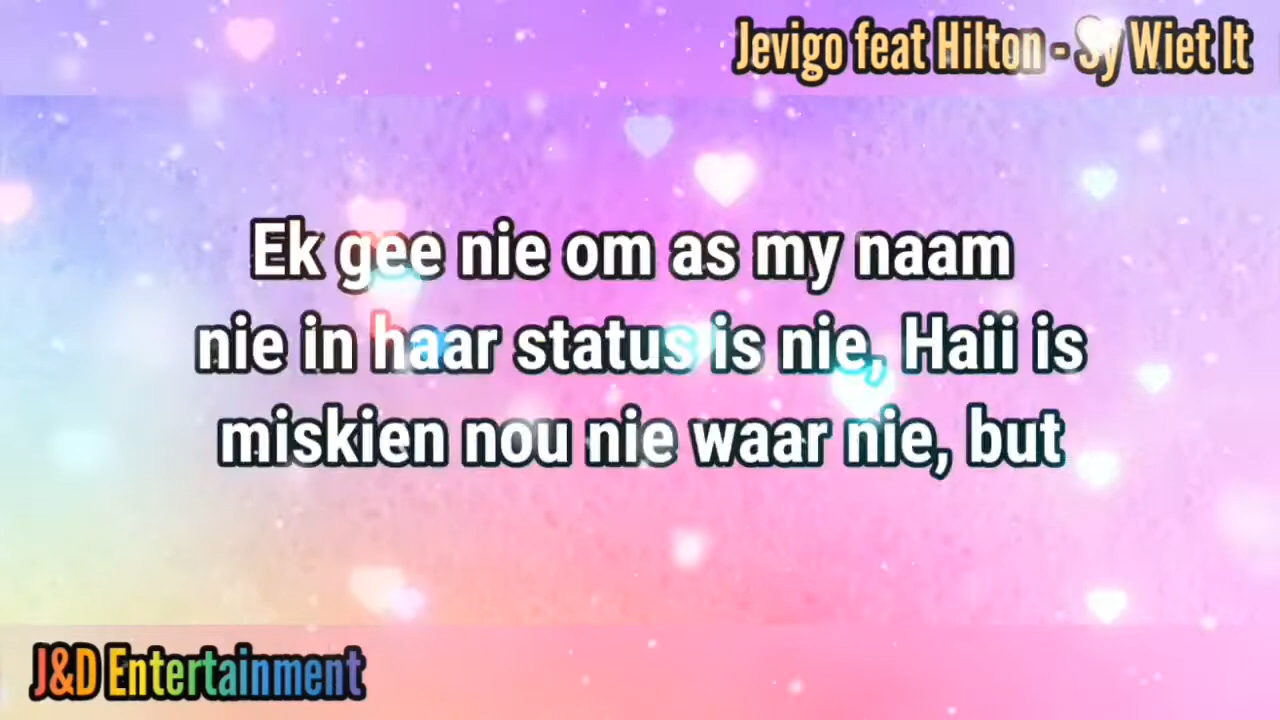 Jevigo feat Hilton - Sy Wiet It
Ek gee nie om as my naam
nie in haar status is nie, Haii is
miskien nou nie waar nie, but
J&D Entertainment